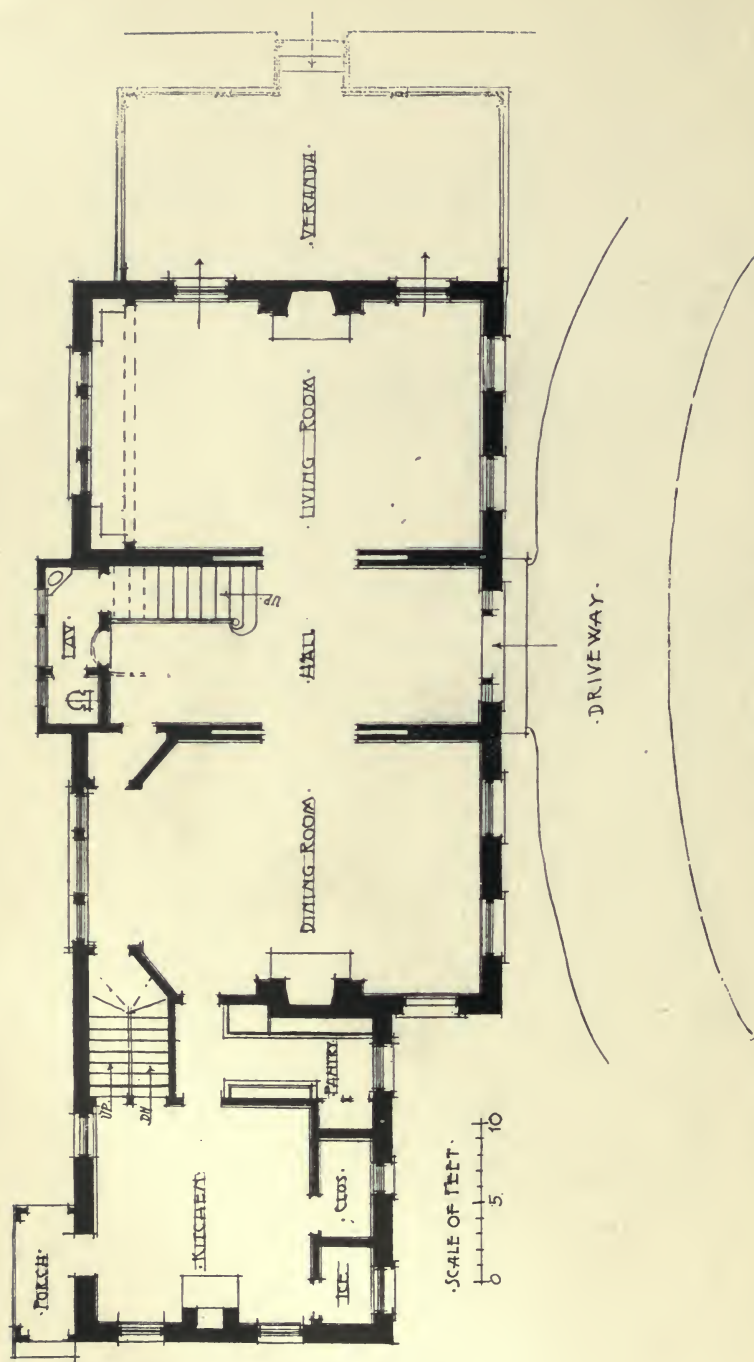 ·VERANDA·
·LIVING ROOM·
UP
LAV
·HALL·
·DRIVEWAY·
DINING ROOM·
UP
DN
PANTRY
·KITCHEN
·CLOS·
ICE
·PORCH·
·SCALE OF FEET·
0 5 10